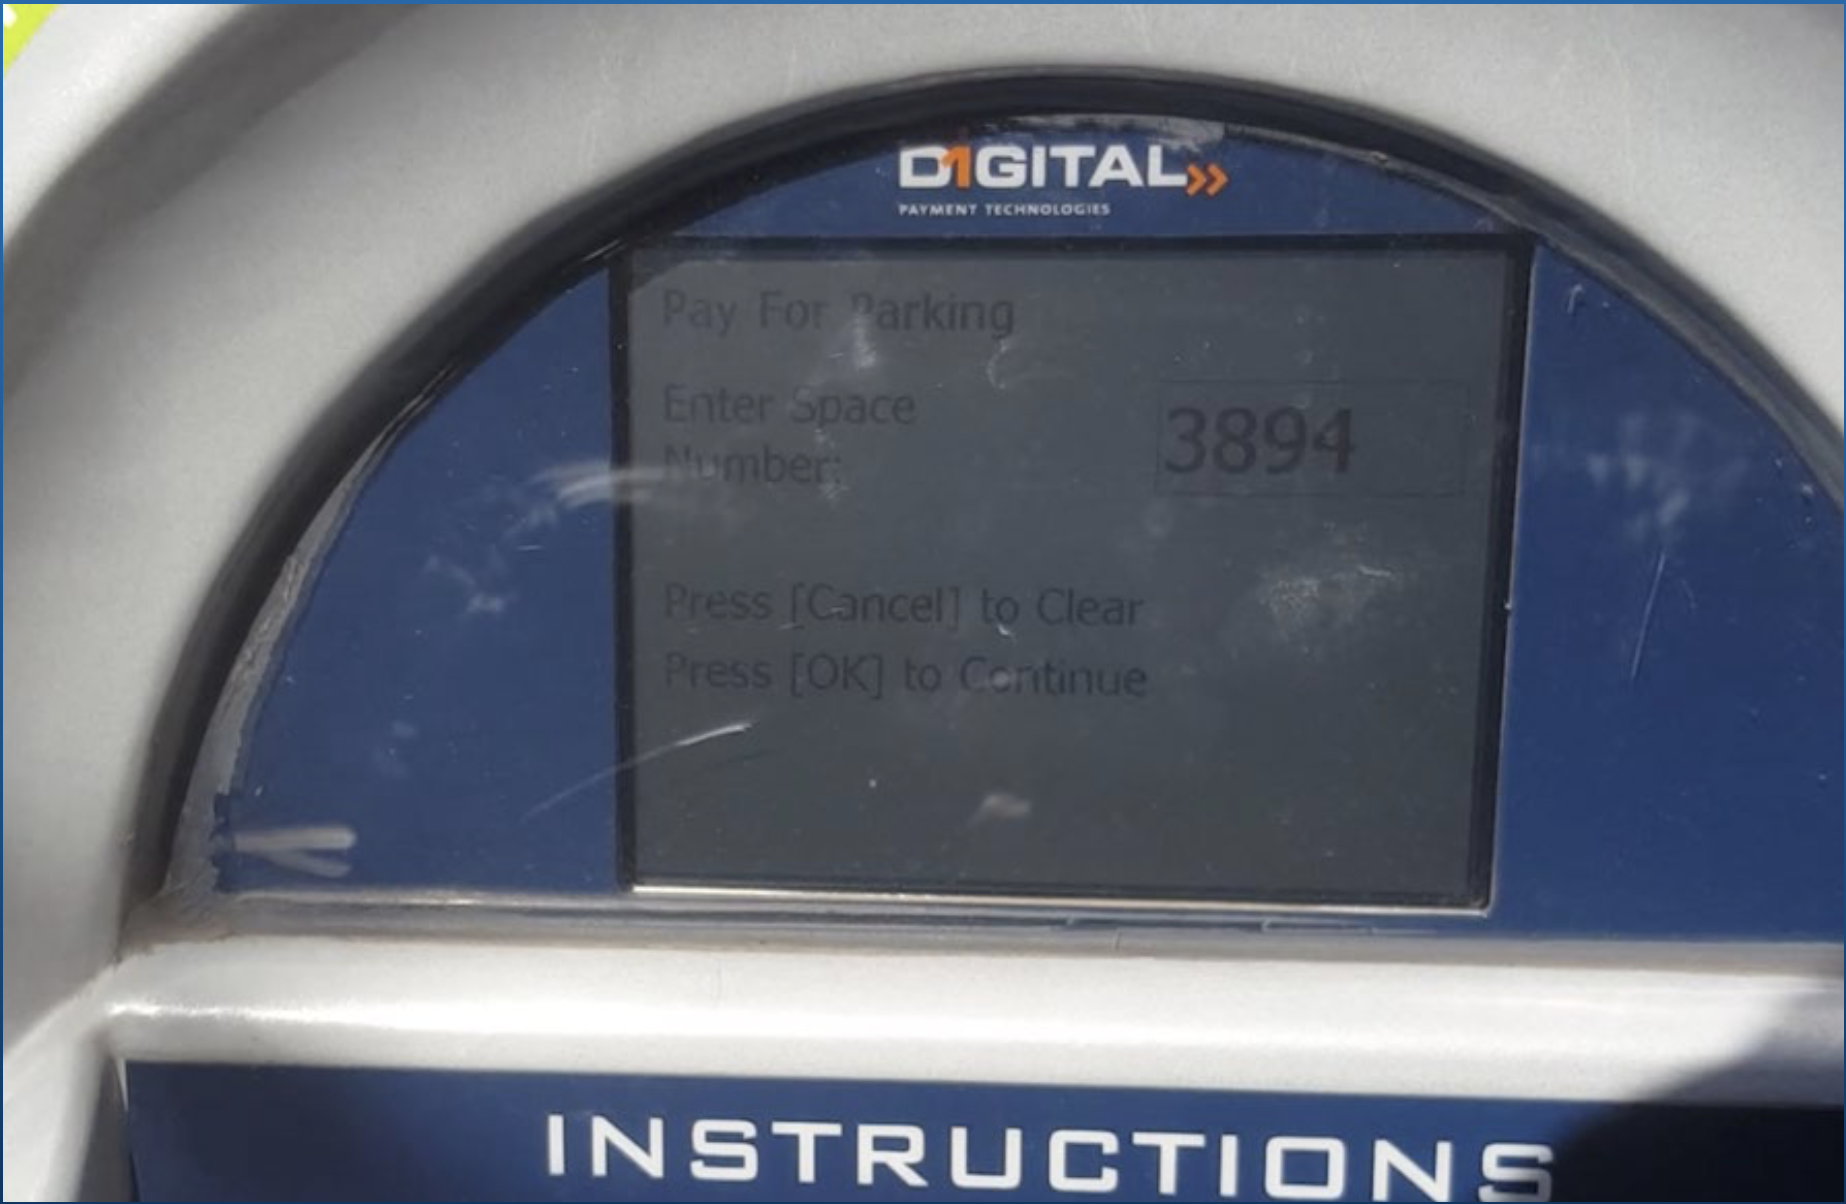 D1GITAL
PAYMENT TECHNOLOGIES
Pay For Parking
Enter Space
Number:
3894
Press [Cancel] to Clear
Press [OK] to Continue
INSTRUCTIONS